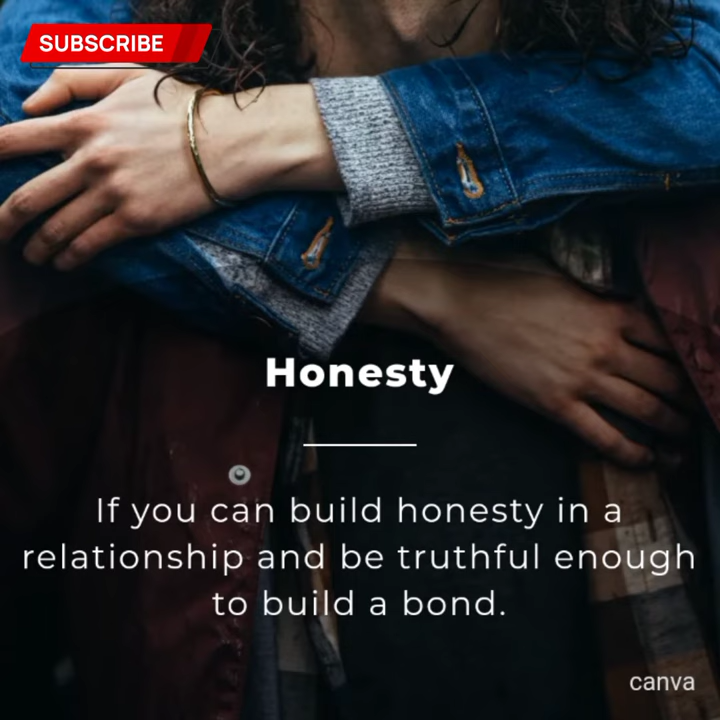 SUBSCRIBE
Honesty
If you can build honesty in a
relationship and be truthful enough
to build a bond.
canva